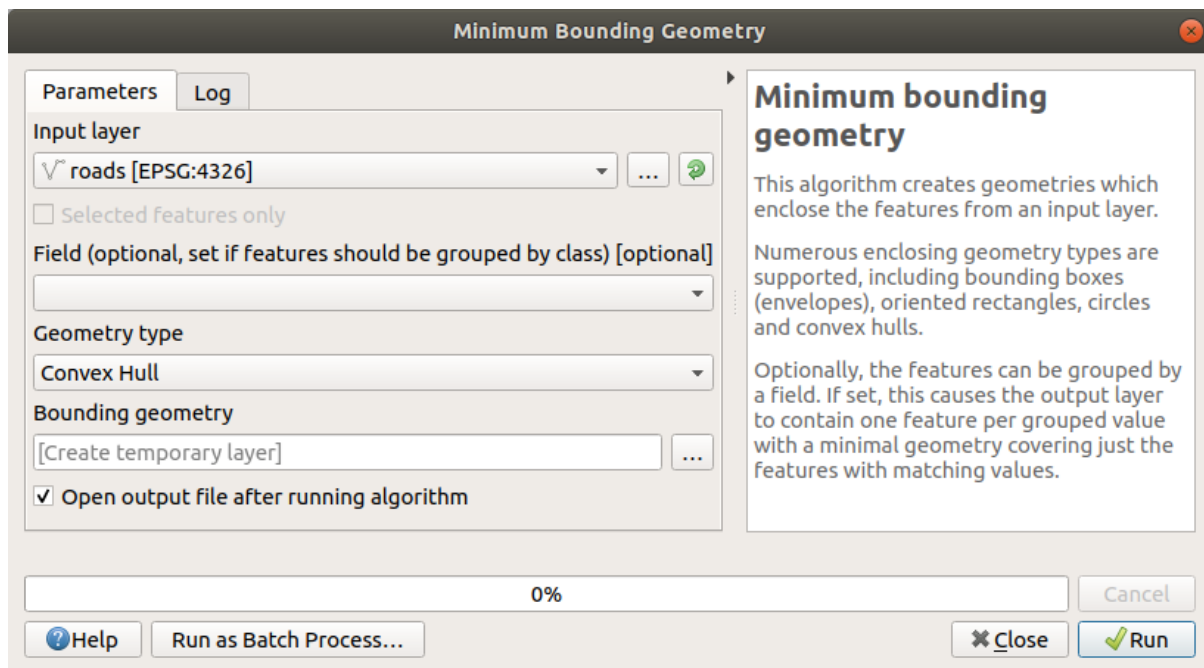 Minimum Bounding Geometry
Parameters
Log
Input layer
roads [EPSG:4326]
...
Selected features only
Field (optional, set if features should be grouped by class) [optional]
Geometry type
Convex Hull
Bounding geometry
[Create temporary layer]
...
Open output file after running algorithm
Minimum bounding
geometry
This algorithm creates geometries which
enclose the features from an input layer.
Numerous enclosing geometry types are
supported, including bounding boxes
(envelopes), oriented rectangles, circles
and convex hulls.
Optionally, the features can be grouped by
a field. If set, this causes the output layer
to contain one feature per grouped value
with a minimal geometry covering just the
features with matching values.
0%
Cancel
Help
Run as Batch Process...
Close
Run